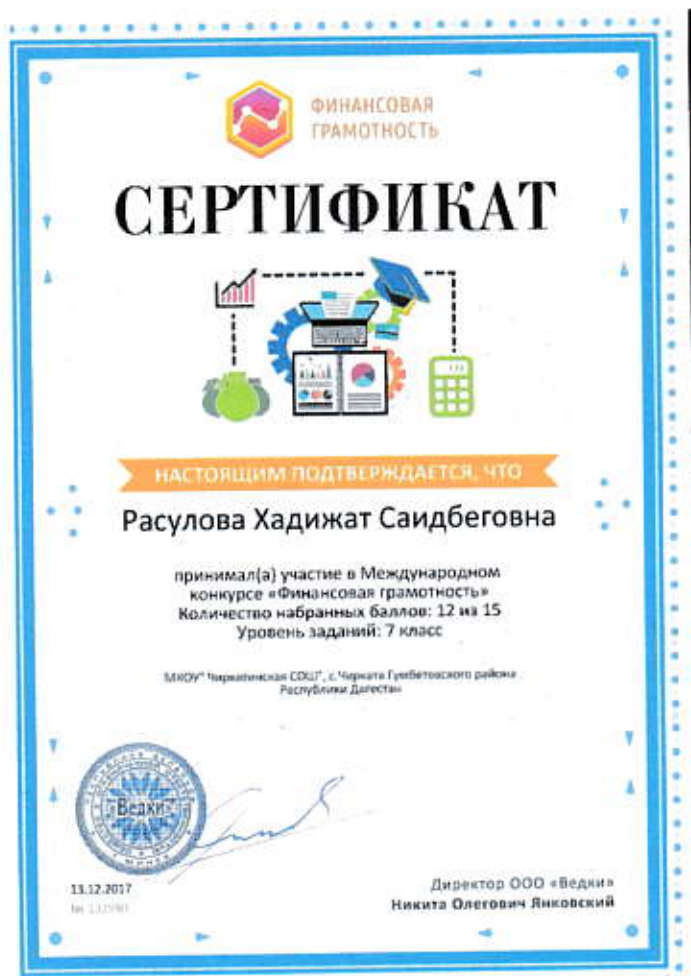 ФИНАНСОВАЯ
ГРАМОТНОСТЬ
СЕРТИФИКАТ
НАСТОЯЩИМ ПОДТВЕРЖДАЕТСЯ, ЧТО
Расулова Хадижат Саидбеговна
принимал(а) участие в Международном
конкурсе «Финансовая грамотность»
Количество набранных баллов: 12 из 15
Уровень заданий: 7 класс
МКОУ" Чиркатинская СОШ", с. Чирката Гумбетовского района
Республики Дагестан
"Ведки"
13.12.2017
Директор ООО «Ведки»
№
Никита Олегович Янковский